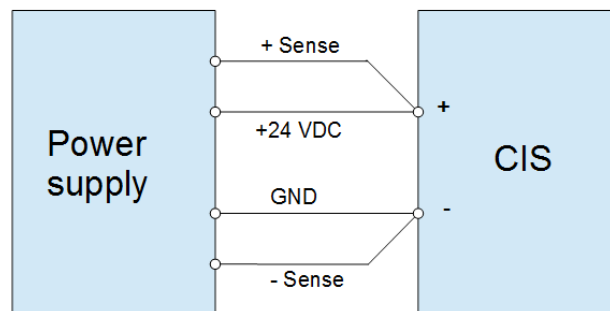 + Sense
+
+24 VDC
Power
supply
CIS
GND
-
- Sense